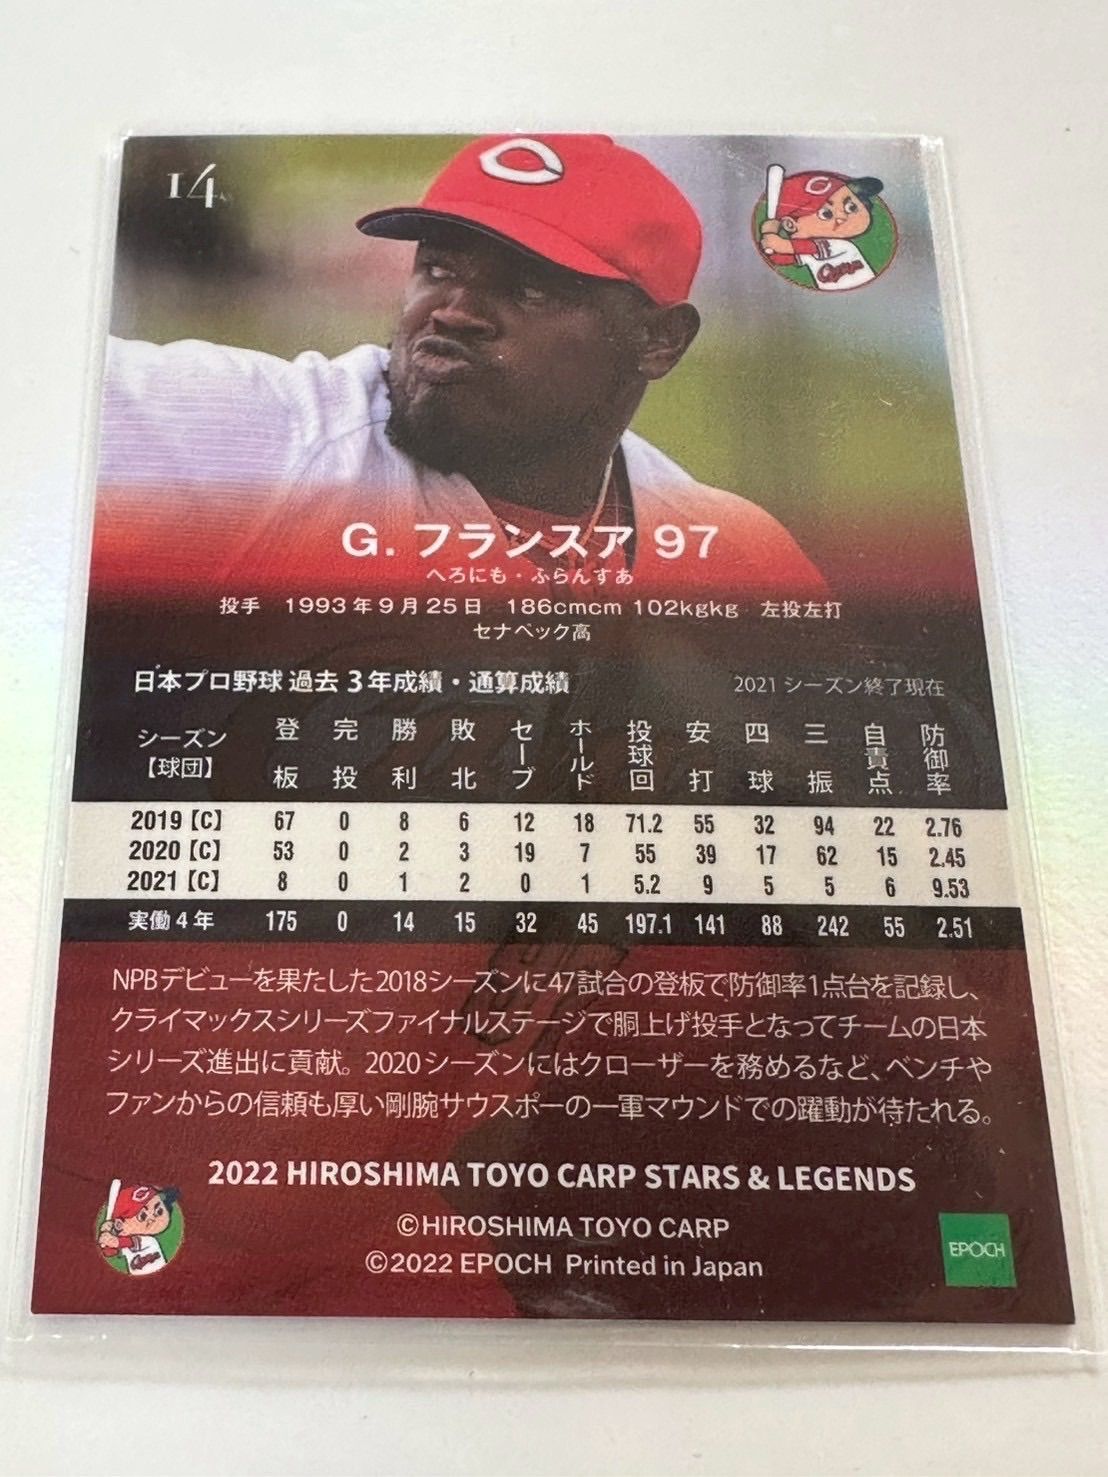 14
G. フランスア 97
へろにも・ふらんすあ
投手 1993年9月25日 186cmcm 102kgkg 左投左打
セナペック高
日本プロ野球 過去3年成績・通算成績 2021シーズン終了現在
シーズン【球団】 登板 完投 勝利 敗北 セーブ ホールド 投球回 安打 四球 三振 自責点 防御率
2019【C】 67 0 8 6 12 18 71.2 55 32 94 22 2.76
2020【C】 53 0 2 3 19 7 55 39 17 62 15 2.45
2021【C】 8 0 1 2 0 1 5.2 9 5 5 6 9.53
実働4年 175 0 14 15 32 45 197.1 141 88 242 55 2.51
NPBデビューを果たした2018シーズンに47試合の登板で防御率1点台を記録し、
クライマックスシリーズファイナルステージで胴上げ投手となってチームの日本
シリーズ進出に貢献。2020シーズンにはクローザーを務めるなど、ベンチや
ファンからの信頼も厚い剛腕サウスポーの一軍マウンドでの躍動が待たれる。
2022 HIROSHIMA TOYO CARP STARS & LEGENDS
©HIROSHIMA TOYO CARP
©2022 EPOCH Printed in Japan
EPOCH